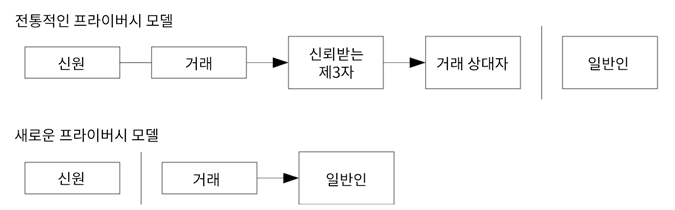 전통적인 프라이버시 모델
신원
거래
신뢰받는
제3자
거래 상대자
일반인
새로운 프라이버시 모델
신원
거래
일반인